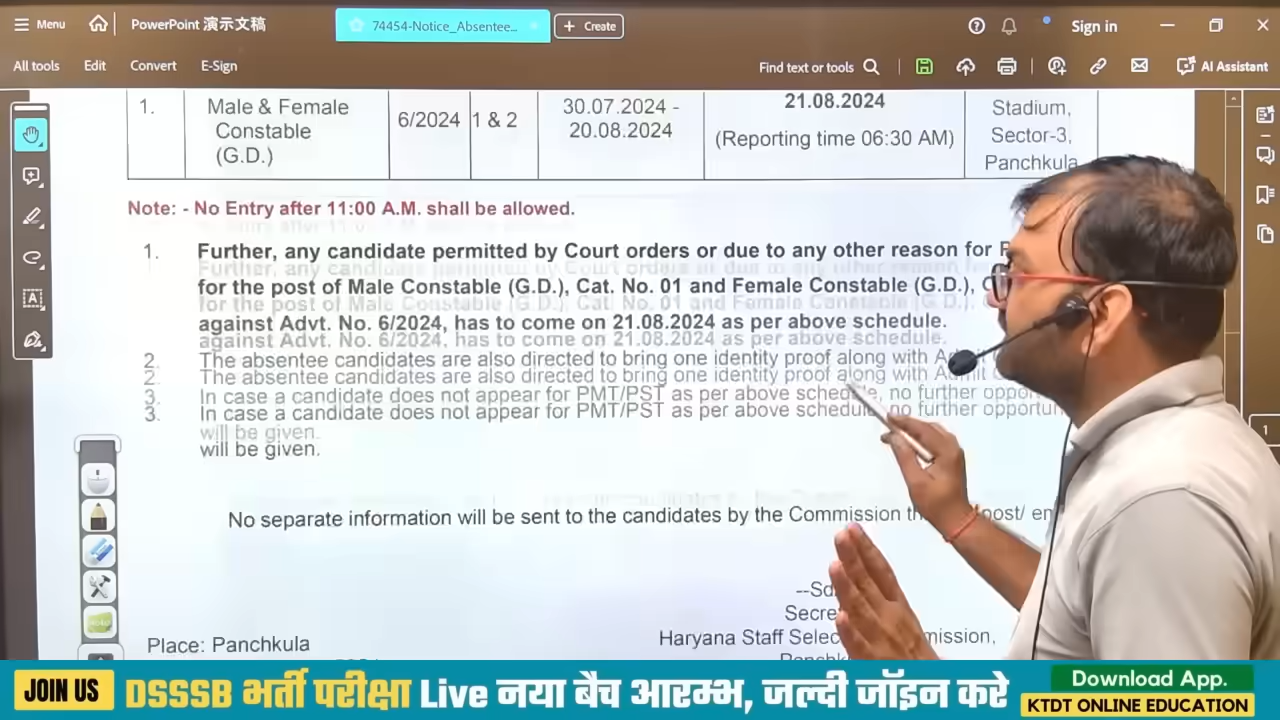 Menu
PowerPoint 演示文稿
74454-Notice_Absentee...
+ Create
Sign in
All tools
Edit
Convert
E-Sign
Find text or tools
AI Assistant
1. Male & Female Constable (G.D.) 6/2024 1 & 2 30.07.2024 - 20.08.2024 21.08.2024 (Reporting time 06:30 AM) Stadium, Sector-3, Panchkula
Note: - No Entry after 11:00 A.M. shall be allowed.
1. Further, any candidate permitted by Court orders or due to any other reason for
for the post of Male Constable (G.D.), Cat. No. 01 and Female Constable (G.D.),
against Advt. No. 6/2024, has to come on 21.08.2024 as per above schedule.
2. The absentee candidates are also directed to bring one identity proof along with
3. In case a candidate does not appear for PMT/PST as per above schedule, no further
will be given.
No separate information will be sent to the candidates by the Commission
post/
Place: Panchkula
Haryana Staff
1
JOIN US
DSSSB भर्ती परीक्षा Live नया बैच आरम्भ, जल्दी जॉइन करे
Download App.
KTDT ONLINE EDUCATION